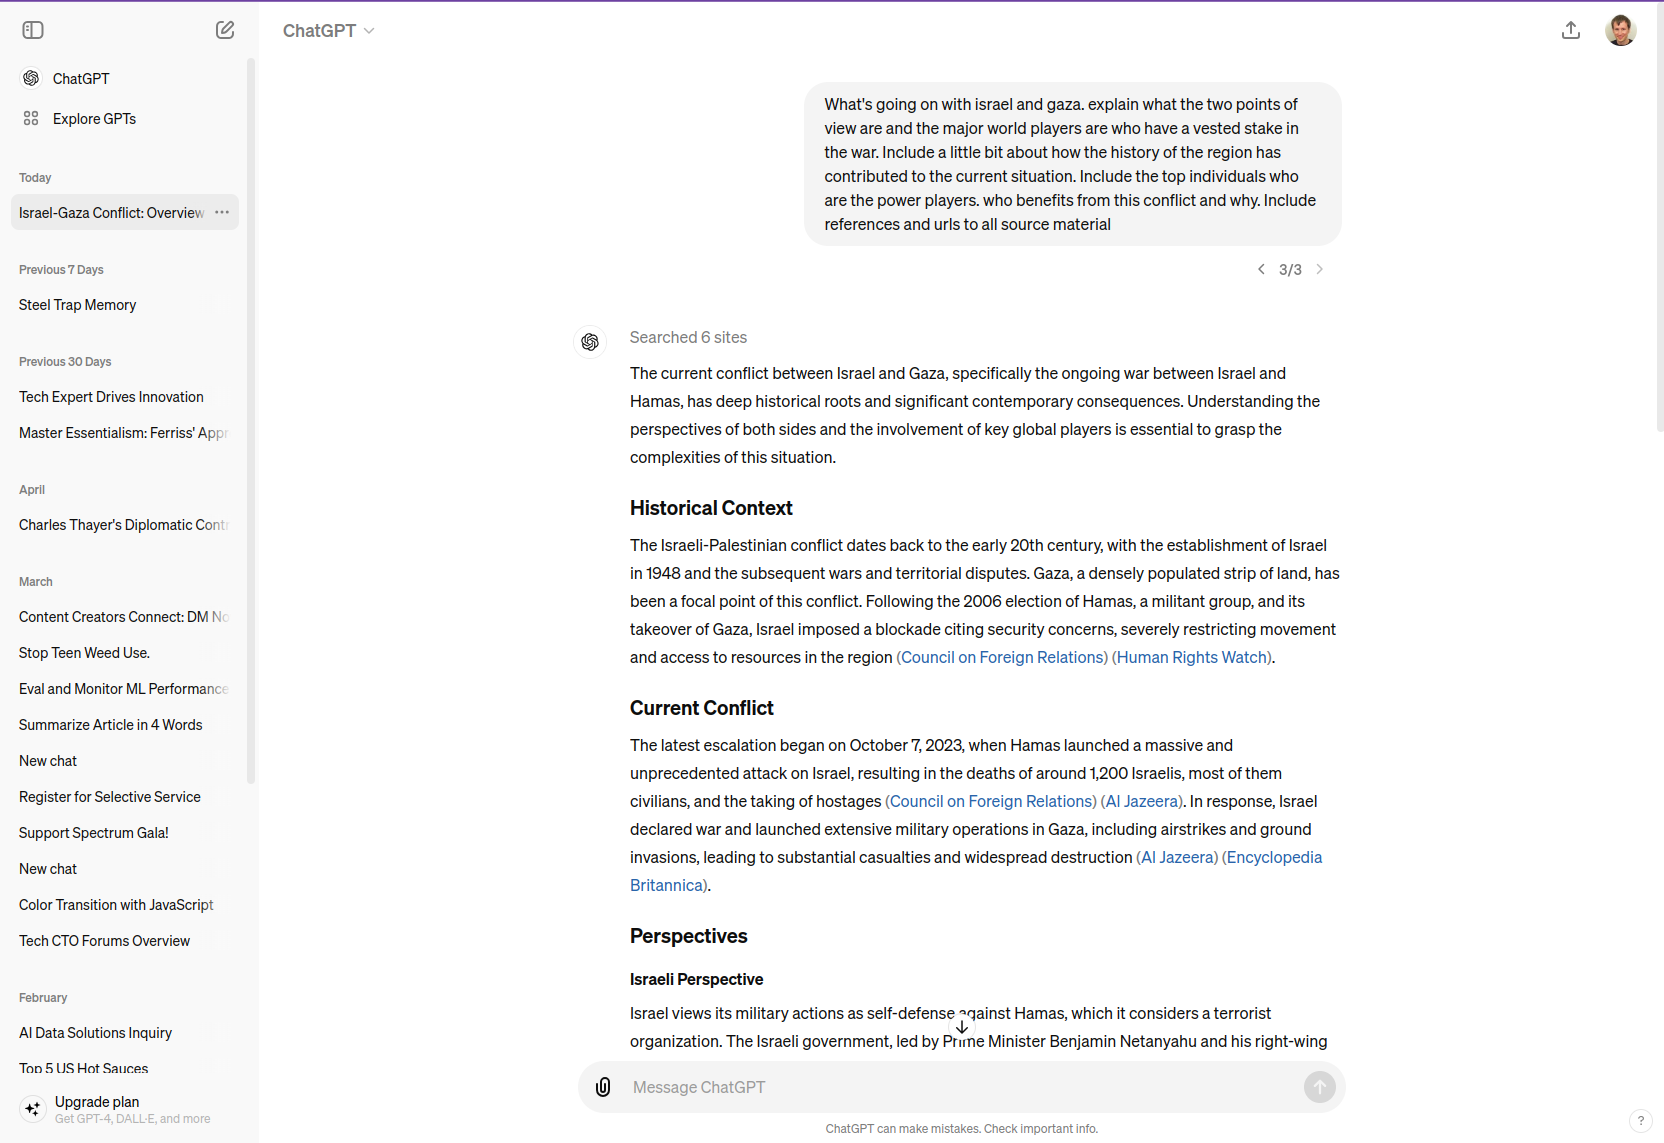 ChatGPT
ChatGPT
Explore GPTs
Today
Israel-Gaza Conflict: Overview
Previous 7 Days
Steel Trap Memory
Previous 30 Days
Tech Expert Drives Innovation
Master Essentialism: Ferriss' Appr
April
Charles Thayer's Diplomatic Contr
March
Content Creators Connect: DM No
Stop Teen Weed Use.
Eval and Monitor ML Performance
Summarize Article in 4 Words
New chat
Register for Selective Service
Support Spectrum Gala!
New chat
Color Transition with JavaScript
Tech CTO Forums Overview
February
AI Data Solutions Inquiry
Top 5 US Hot Sauces
Upgrade plan
Get GPT-4, DALL·E, and more
What's going on with israel and gaza. explain what the two points of
view are and the major world players are who have a vested stake in
the war. Include a little bit about how the history of the region has
contributed to the current situation. Include the top individuals who
are the power players. who benefits from this conflict and why. Include
references and urls to all source material
3/3
Searched 6 sites
The current conflict between Israel and Gaza, specifically the ongoing war between Israel and
Hamas, has deep historical roots and significant contemporary consequences. Understanding the
perspectives of both sides and the involvement of key global players is essential to grasp the
complexities of this situation.
Historical Context
The Israeli-Palestinian conflict dates back to the early 20th century, with the establishment of Israel
in 1948 and the subsequent wars and territorial disputes. Gaza, a densely populated strip of land, has
been a focal point of this conflict. Following the 2006 election of Hamas, a militant group, and its
takeover of Gaza, Israel imposed a blockade citing security concerns, severely restricting movement
and access to resources in the region (Council on Foreign Relations) (Human Rights Watch).
Current Conflict
The latest escalation began on October 7, 2023, when Hamas launched a massive and
unprecedented attack on Israel, resulting in the deaths of around 1,200 Israelis, most of them
civilians, and the taking of hostages (Council on Foreign Relations) (Al Jazeera). In response, Israel
declared war and launched extensive military operations in Gaza, including airstrikes and ground
invasions, leading to substantial casualties and widespread destruction (Al Jazeera) (Encyclopedia
Britannica).
Perspectives
Israeli Perspective
Israel views its military actions as self-defense against Hamas, which it considers a terrorist
organization. The Israeli government, led by Prime Minister Benjamin Netanyahu and his right-wing
Message ChatGPT
ChatGPT can make mistakes. Check important info.
?